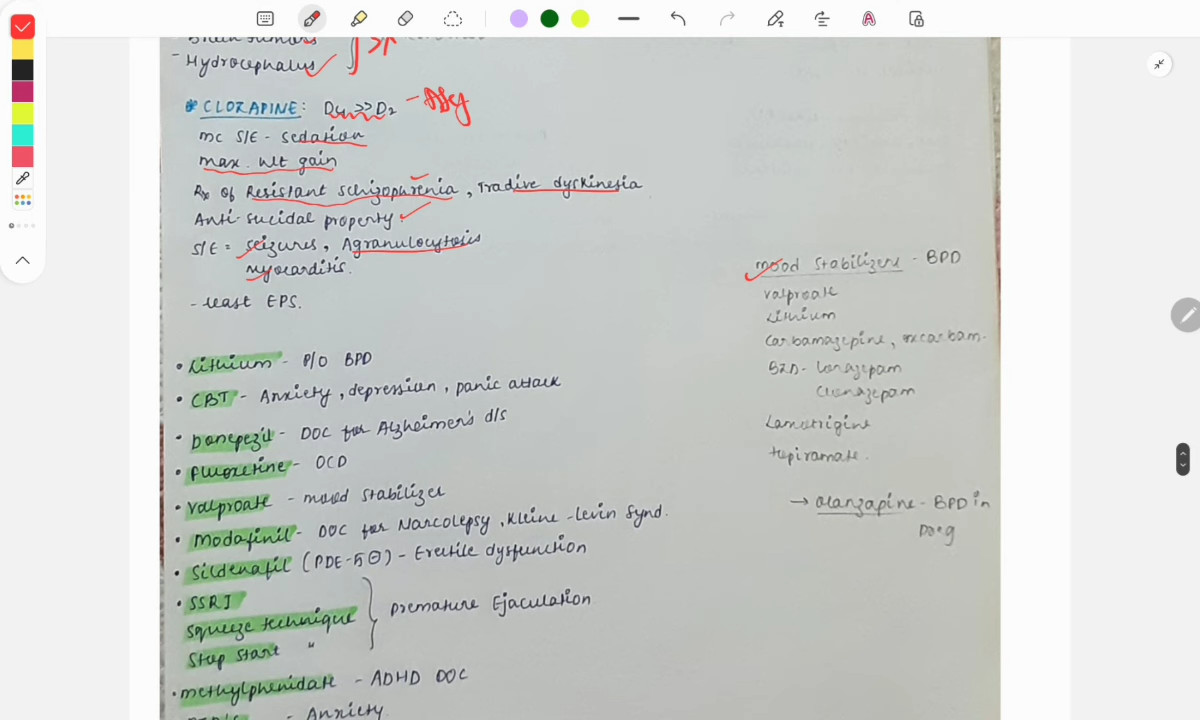 Brain tumors
- Hydrocephalus
* CLOZAPINE: D4 >> D2
mc S/E - sedation
max. wt gain
Rx of Resistant schizophrenia, Tradive dyskinesia
Anti-sucidal property
S/E = seizures, Agranulocytosis
myocarditis.
- least EPS.
• Lithium - P/O BPD
• CBT - Anxiety, depression, panic attack
• Donepezil - DOC for Alzheimer's d/s
• Fluoxetine - OCD
• Valproate - mood stabilizer
• Modafinil - DOC for Narcolepsy, Kleine-Levin Synd.
• Sildenafil (PDE-5 ⊖) - Erectile dysfunction
• SSRI
Squeeze technique } Premature Ejaculation
Stop start "
• methylphenidate - ADHD DOC
- Anxiety
mood stabilizers - BPD
valproate
Lithium
Carbamazepine, oxcarbam.
BZD - Lorazepam
Clonazepam
Lamotrigine
topiramate.
→ olanzapine - BPD in
preg